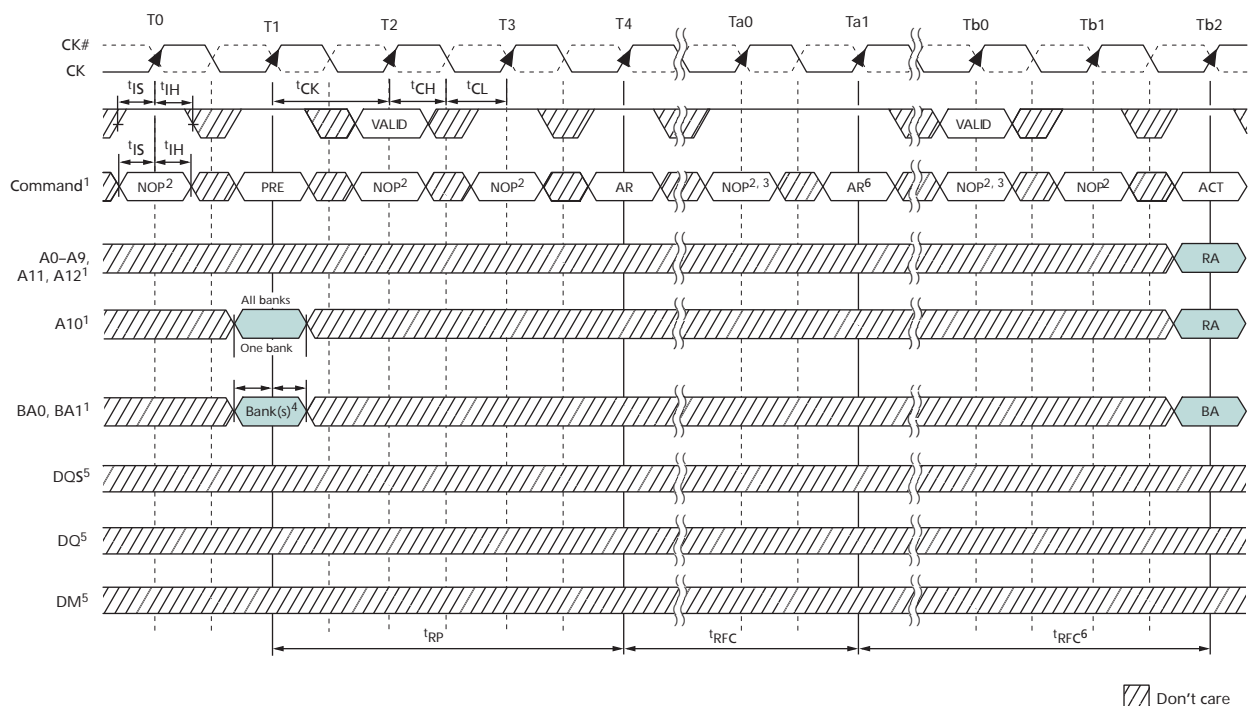 T0 T1 T2 T3 T4 Ta0 Ta1 Tb0 Tb1 Tb2
CK#
CK
tIS tIH tCK tCH tCL
VALID VALID
tIS tIH
Command1 NOP2 PRE NOP2 NOP2 AR NOP2, 3 AR6 NOP2, 3 NOP2 ACT
A0–A9,
A11, A121 RA
All banks
A101 RA
One bank
BA0, BA11 Bank(s)4 BA
DQS5
DQ5
DM5
tRP tRFC tRFC6
Don't care